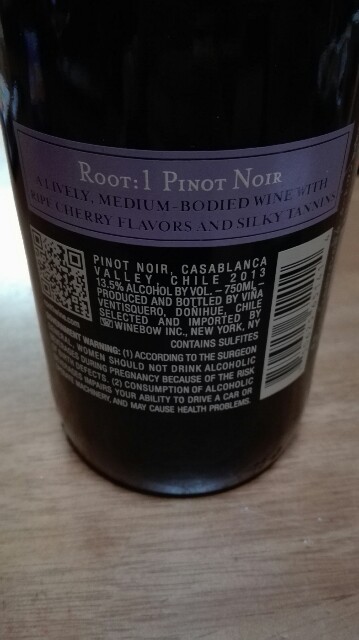 ROOT:1 PINOT NOIR
A LIVELY, MEDIUM-BODIED WINE WITH
RIPE CHERRY FLAVORS AND SILKY TANNINS
PINOT NOIR, CASABLANCA
VALLEY, CHILE 2013
13.5% ALCOHOL BY VOL. – 750ML –
PRODUCED AND BOTTLED BY VIÑA
VENTISQUERO, DOÑIHUE, CHILE
SELECTED AND IMPORTED BY
WINEBOW INC., NEW YORK, NY
CONTAINS SULFITES
WARNING: (1) ACCORDING TO THE SURGEON
WOMEN SHOULD NOT DRINK ALCOHOLIC
DURING PREGNANCY BECAUSE OF THE RISK
DEFECTS. (2) CONSUMPTION OF ALCOHOLIC
IMPAIRS YOUR ABILITY TO DRIVE A CAR OR
MACHINERY, AND MAY CAUSE HEALTH PROBLEMS.